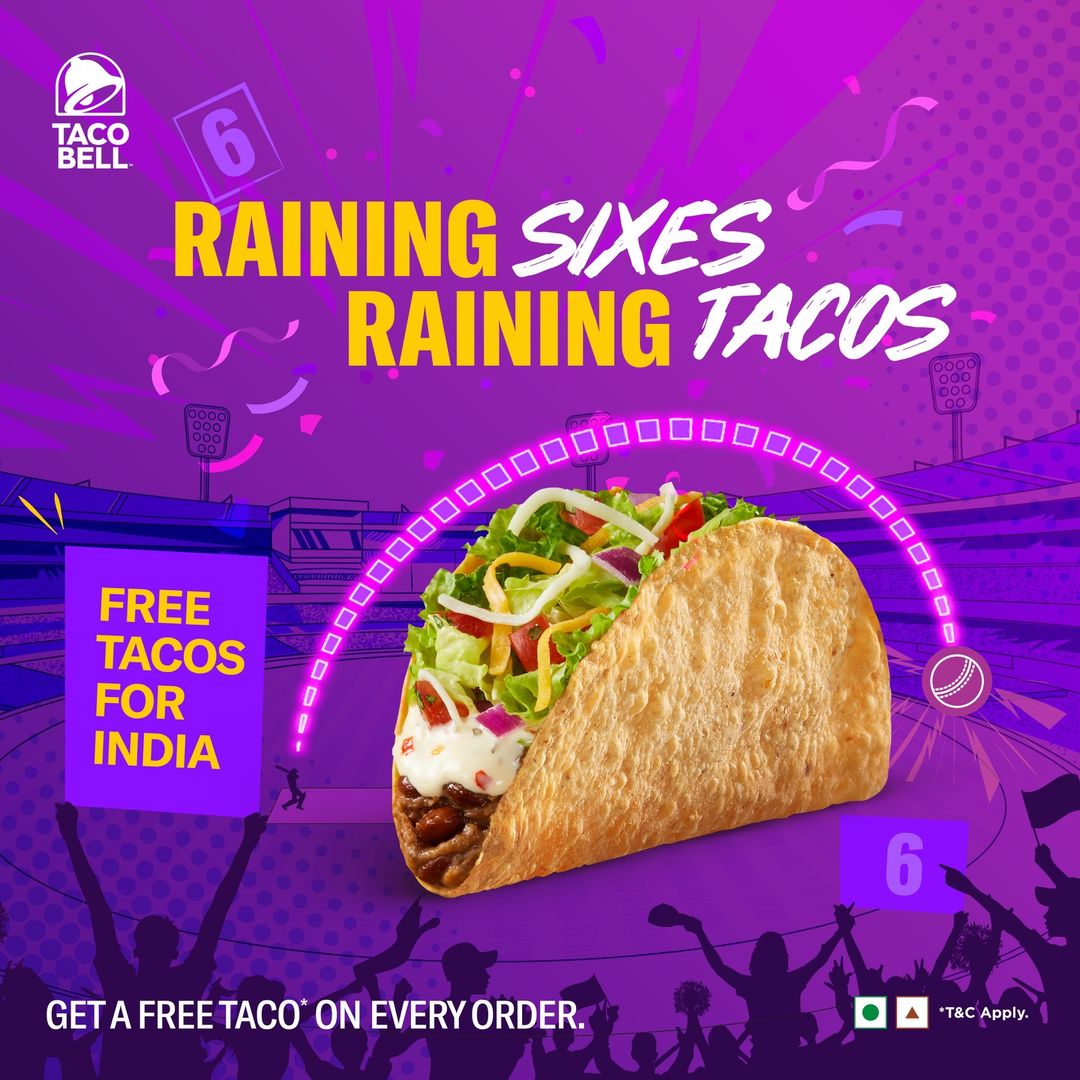 TACO
BELL
6
RAINING SIXES
RAINING TACOS
FREE
TACOS
FOR
INDIA
6
GET A FREE TACO* ON EVERY ORDER.
*T&C Apply.